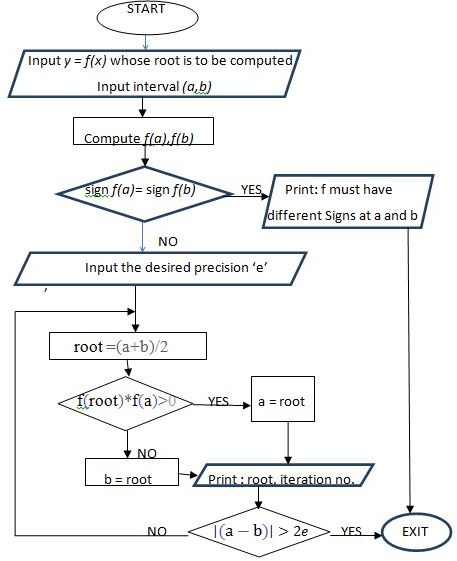 START
Input y = f(x) whose root is to be computed
Input interval (a,b)
Compute f(a),f(b)
sign f(a)= sign f(b)
YES
Print: f must have
different Signs at a and b
NO
Input the desired precision ‘e’
,
root =(a+b)/2
f(root)*f(a)>0
YES
a = root
NO
b = root
Print : root, iteration no.
NO
|(a − b)| > 2e
YES
EXIT